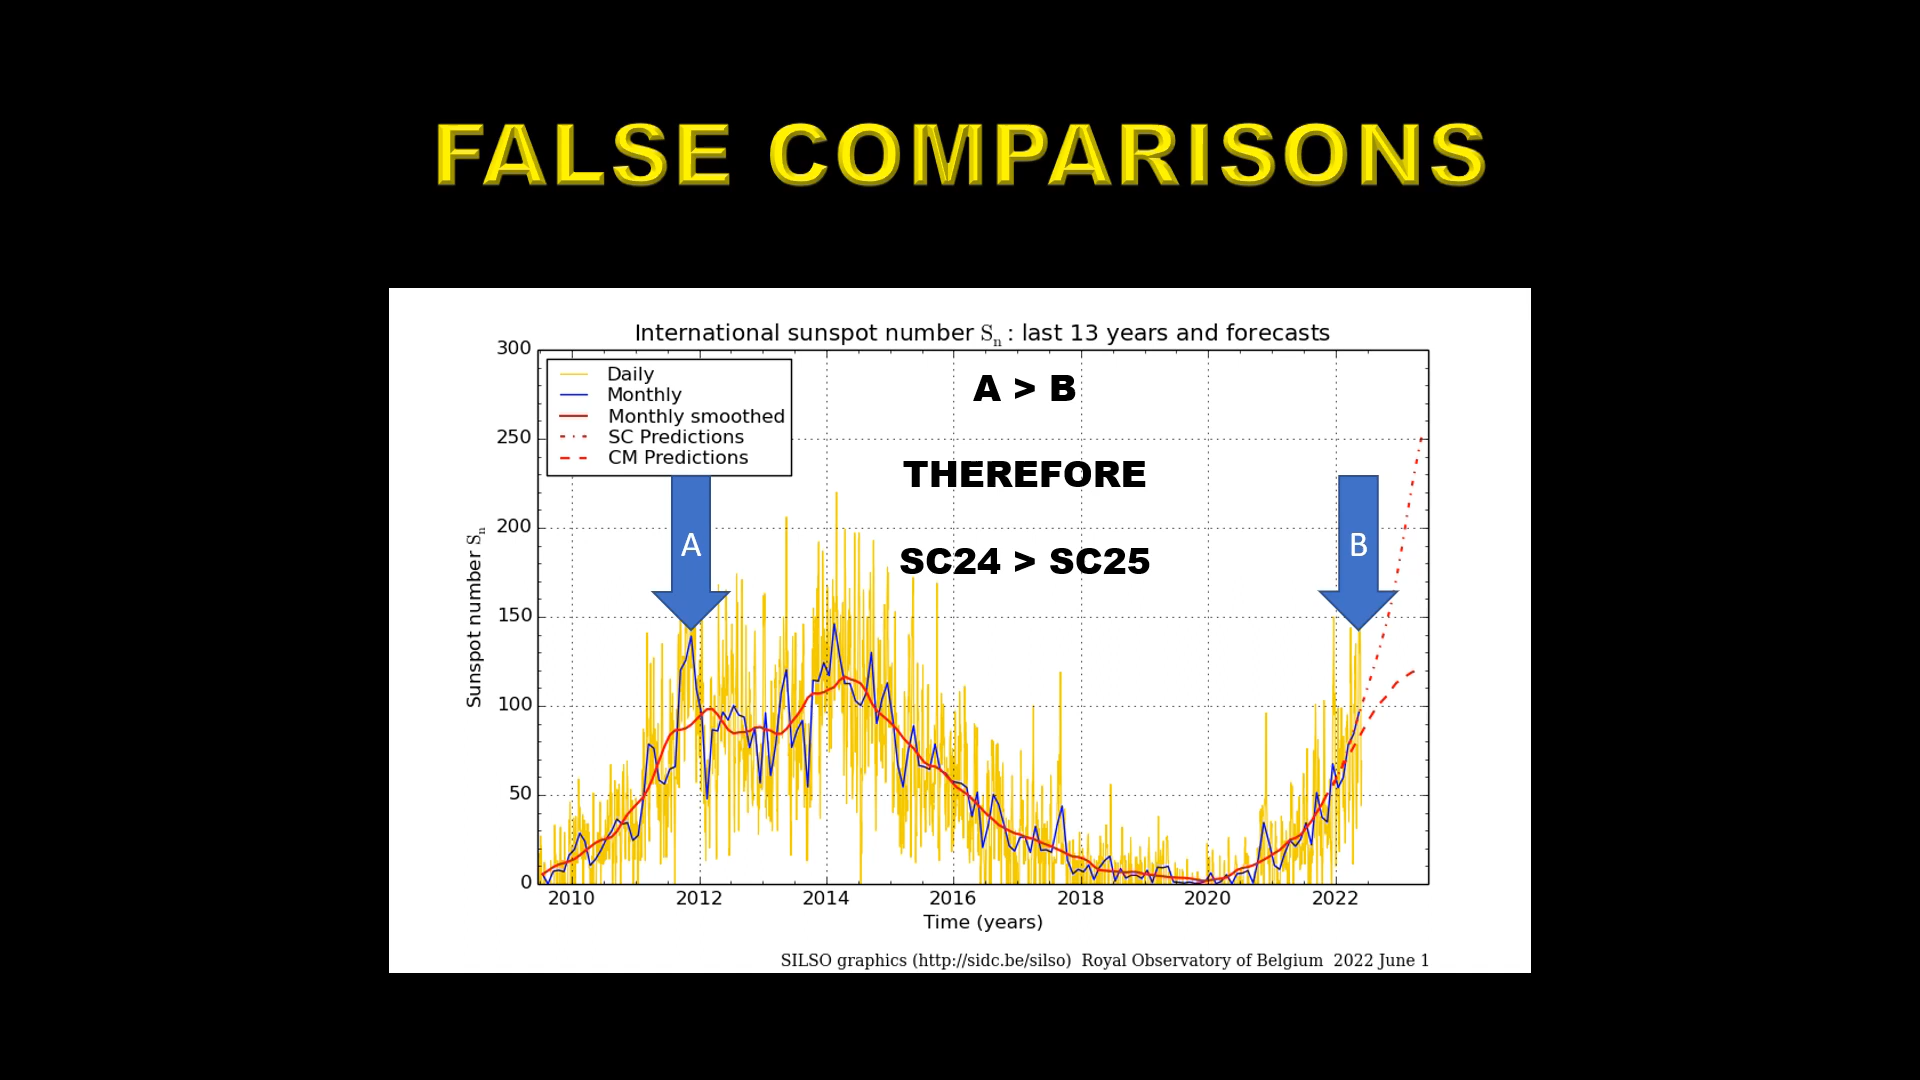 FALSE COMPARISONS
International sunspot number Sn : last 13 years and forecasts
300
250
200
150
100
50
0
Sunspot number Sn
Daily
Monthly
Monthly smoothed
SC Predictions
CM Predictions
A > B
THEREFORE
SC24 > SC25
A
B
2010 2012 2014 2016 2018 2020 2022
Time (years)
SILSO graphics (http://sidc.be/silso) Royal Observatory of Belgium 2022 June 1